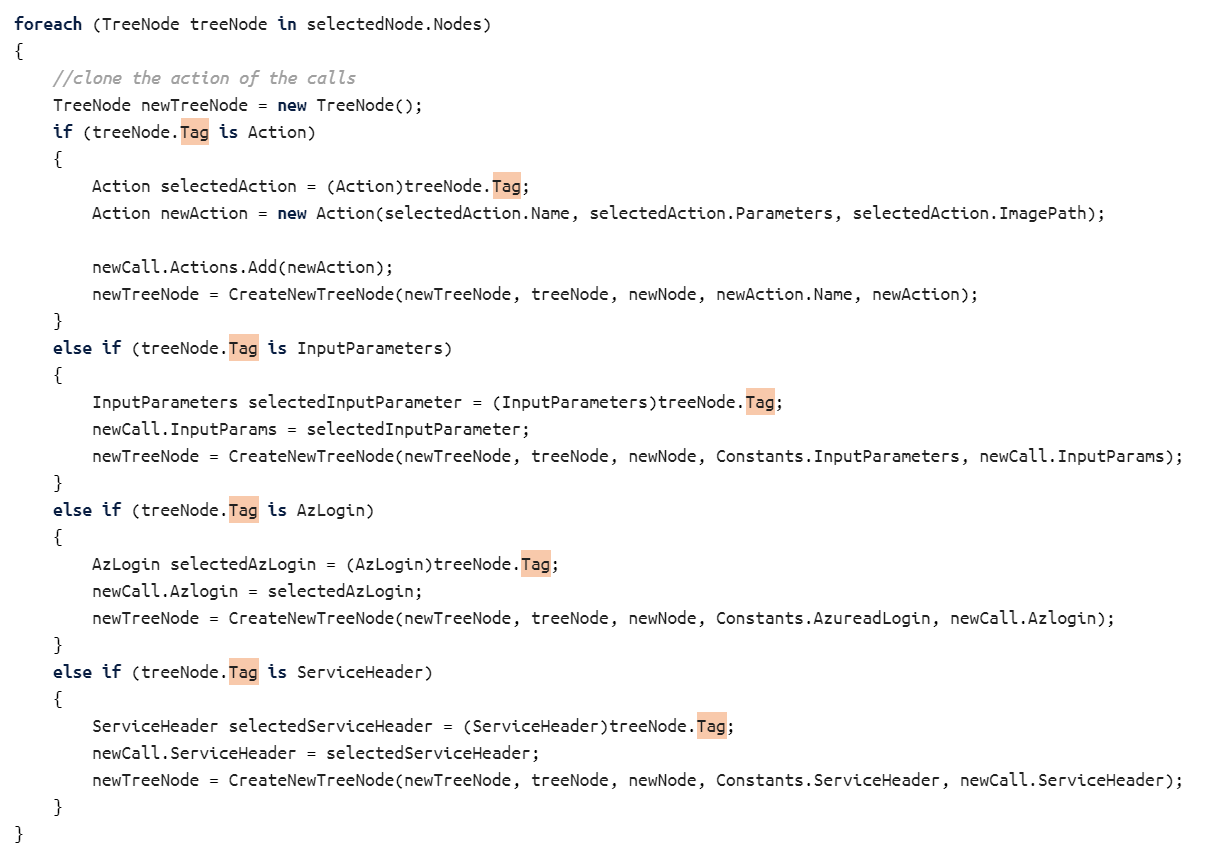 foreach (TreeNode treeNode in selectedNode.Nodes)
{
    //clone the action of the calls
    TreeNode newTreeNode = new TreeNode();
    if (treeNode.Tag is Action)
    {
        Action selectedAction = (Action)treeNode.Tag;
        Action newAction = new Action(selectedAction.Name, selectedAction.Parameters, selectedAction.ImagePath);

        newCall.Actions.Add(newAction);
        newTreeNode = CreateNewTreeNode(newTreeNode, treeNode, newNode, newAction.Name, newAction);
    }
    else if (treeNode.Tag is InputParameters)
    {
        InputParameters selectedInputParameter = (InputParameters)treeNode.Tag;
        newCall.InputParams = selectedInputParameter;
        newTreeNode = CreateNewTreeNode(newTreeNode, treeNode, newNode, Constants.InputParameters, newCall.InputParams);
    }
    else if (treeNode.Tag is AzLogin)
    {
        AzLogin selectedAzLogin = (AzLogin)treeNode.Tag;
        newCall.Azlogin = selectedAzLogin;
        newTreeNode = CreateNewTreeNode(newTreeNode, treeNode, newNode, Constants.AzureadLogin, newCall.Azlogin);
    }
    else if (treeNode.Tag is ServiceHeader)
    {
        ServiceHeader selectedServiceHeader = (ServiceHeader)treeNode.Tag;
        newCall.ServiceHeader = selectedServiceHeader;
        newTreeNode = CreateNewTreeNode(newTreeNode, treeNode, newNode, Constants.ServiceHeader, newCall.ServiceHeader);
    }
}